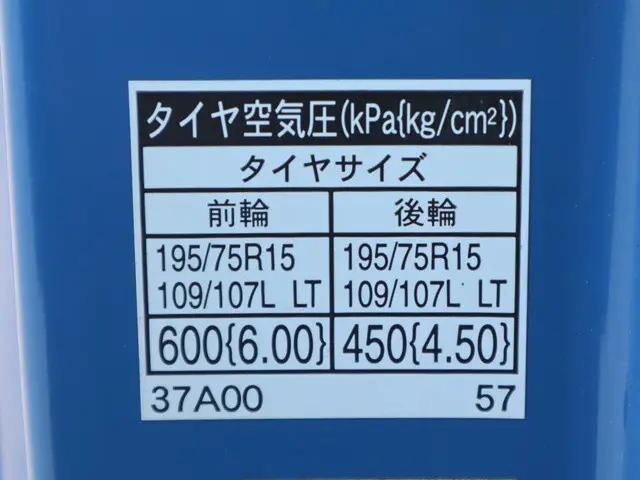 タイヤ空気圧(kPa{kg/cm²})
タイヤサイズ
前輪 後輪
195/75R15 195/75R15
109/107L LT 109/107L LT
600{6.00} 450{4.50}
37A00 57